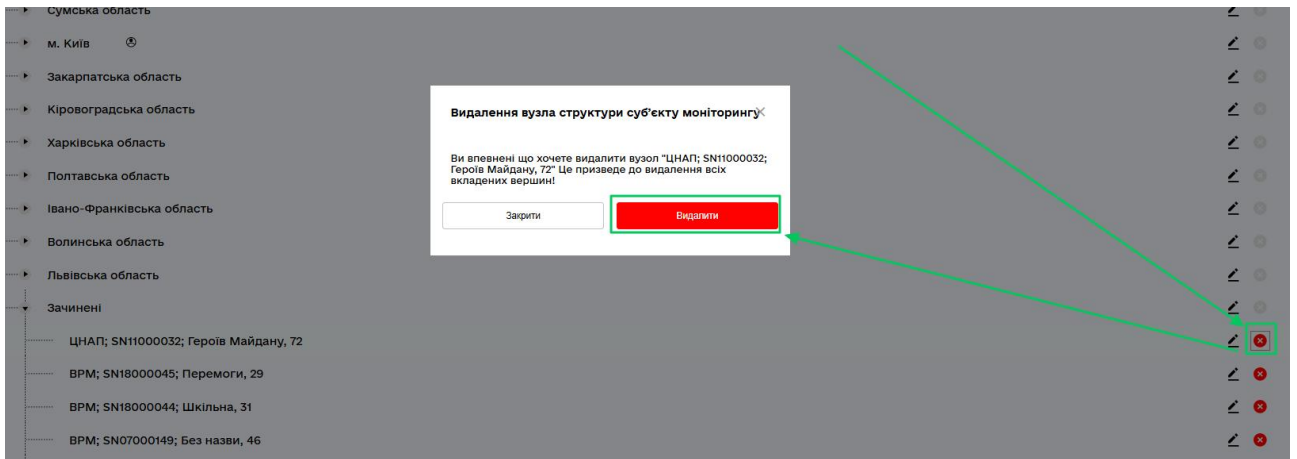 Сумська область
м. Київ
Закарпатська область
Кіровоградська область
Харківська область
Полтавська область
Івано-Франківська область
Волинська область
Львівська область
Зачинені
ЦНАП; SN11000032; Героїв Майдану, 72
ВРМ; SN18000045; Перемоги, 29
ВРМ; SN18000044; Шкільна, 31
ВРМ; SN07000149; Без назви, 46
Видалення вузла структури суб'єкту моніторингу
Ви впевнені що хочете видалити вузол "ЦНАП; SN11000032;
Героїв Майдану, 72" Це призведе до видалення всіх
вкладених вершин!
Закрити
Видалити